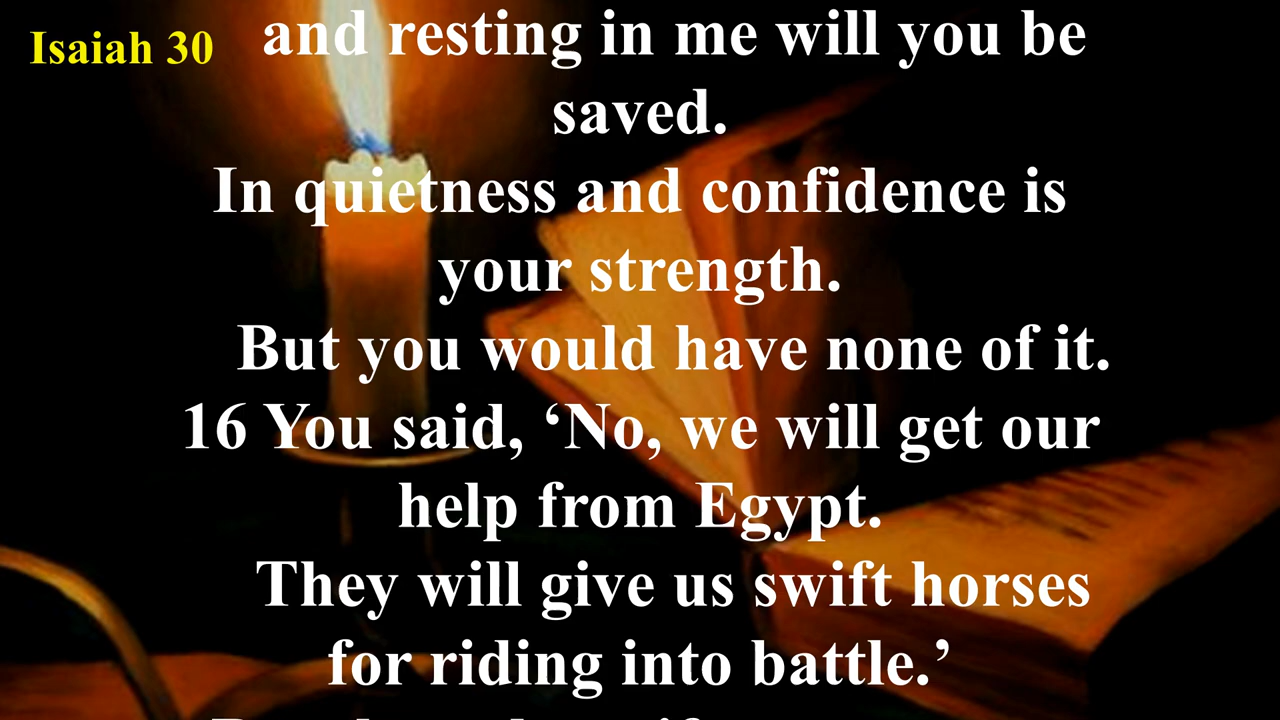 Isaiah 30
and resting in me will you be
saved.
In quietness and confidence is
your strength.
But you would have none of it.
16 You said, ‘No, we will get our
help from Egypt.
They will give us swift horses
for riding into battle.’